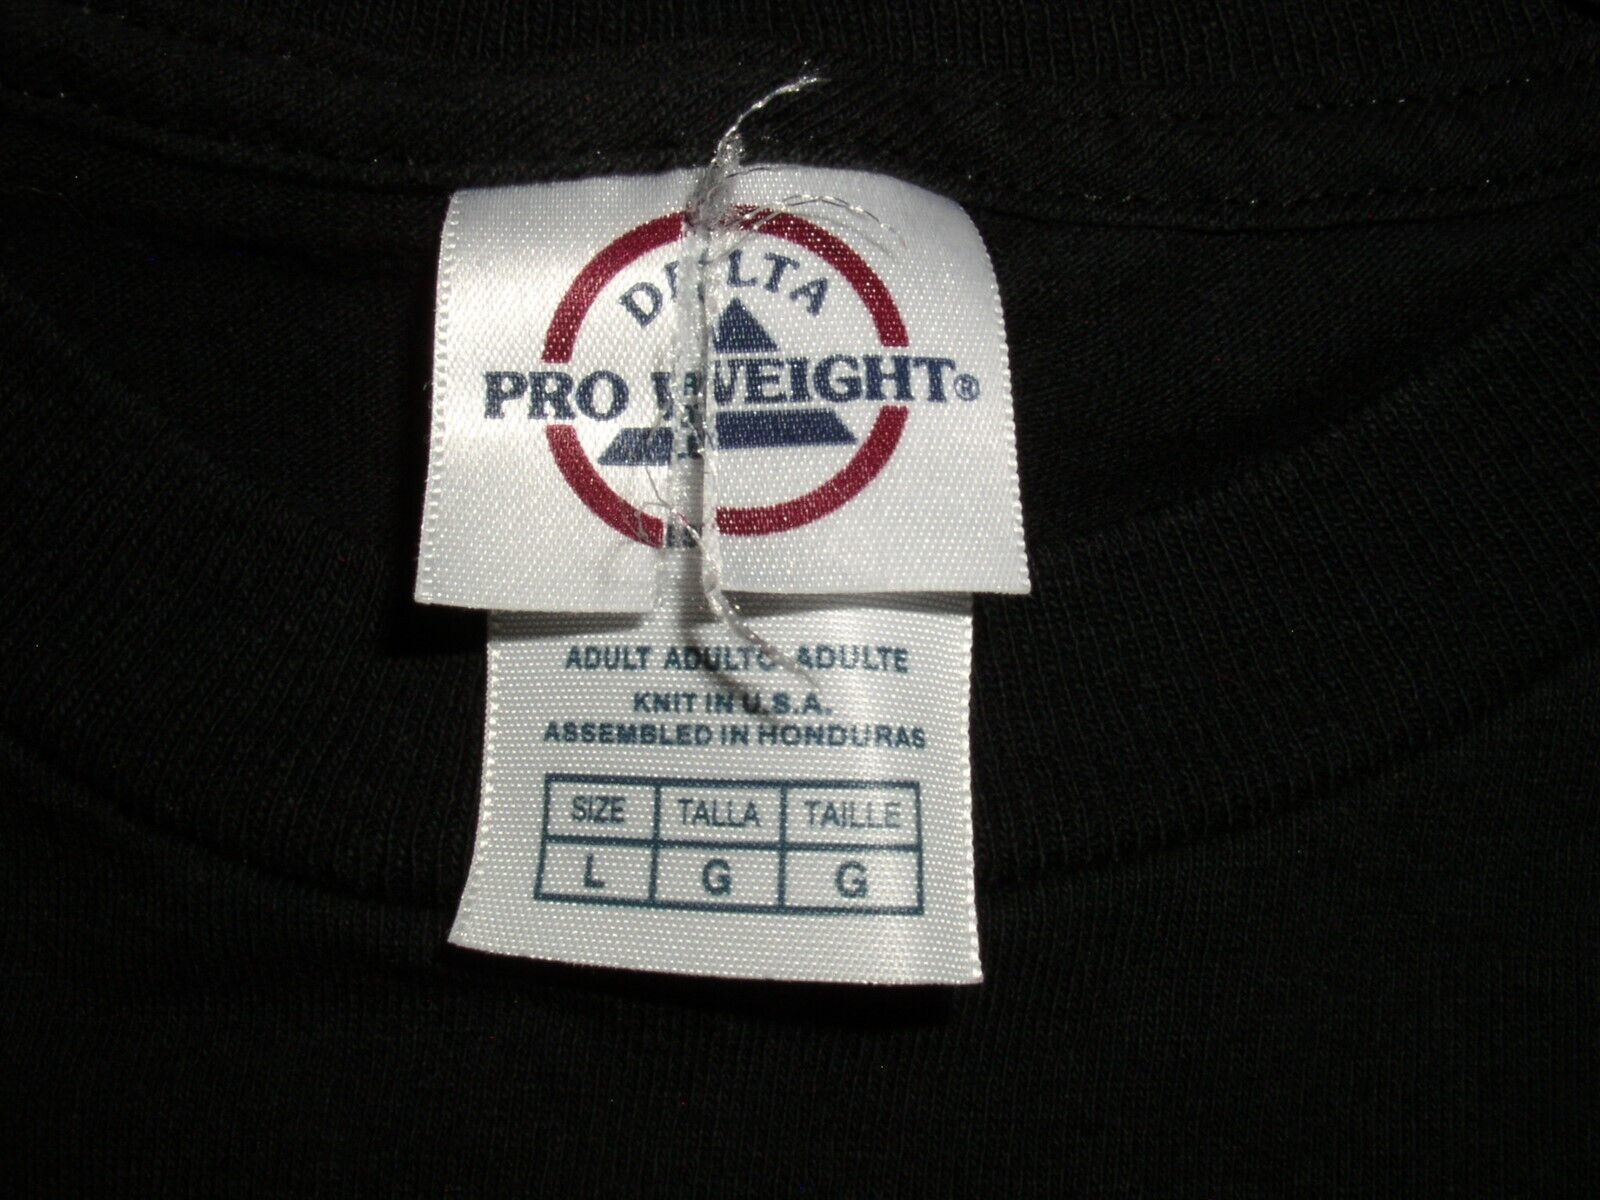 DELTA
PRO WEIGHT®
ADULT ADULTO ADULTE
KNIT IN U.S.A.
ASSEMBLED IN HONDURAS
SIZE TALLA TAILLE
L G G